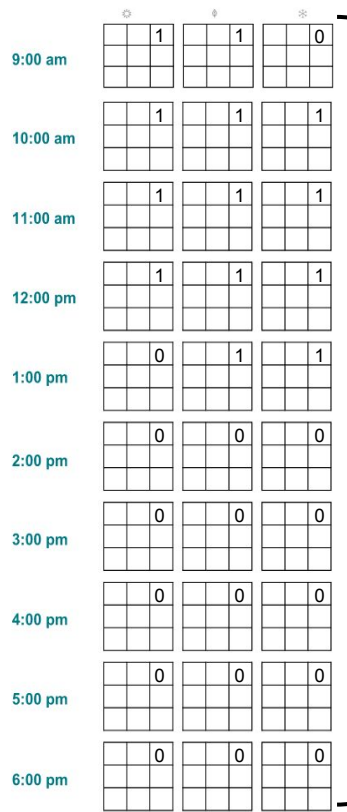 1 1 0
9:00 am
1 1 1
10:00 am
1 1 1
11:00 am
1 1 1
12:00 pm
0 1 1
1:00 pm
0 0 0
2:00 pm
0 0 0
3:00 pm
0 0 0
4:00 pm
0 0 0
5:00 pm
0 0 0
6:00 pm